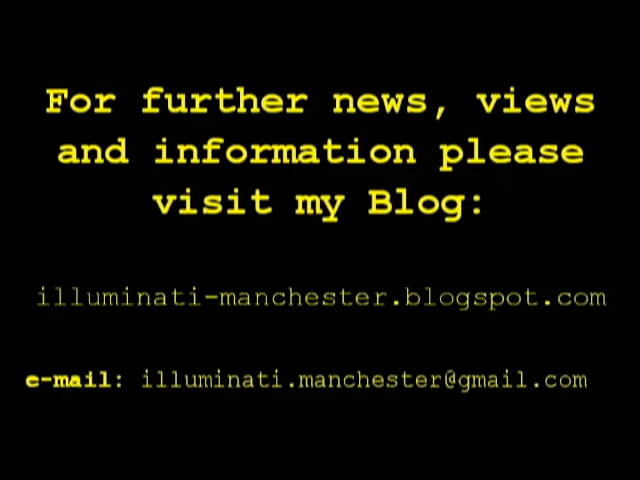 For further news, views
and information please
visit my Blog:
illuminati-manchester.blogspot.com
e-mail: illuminati.manchester@gmail.com